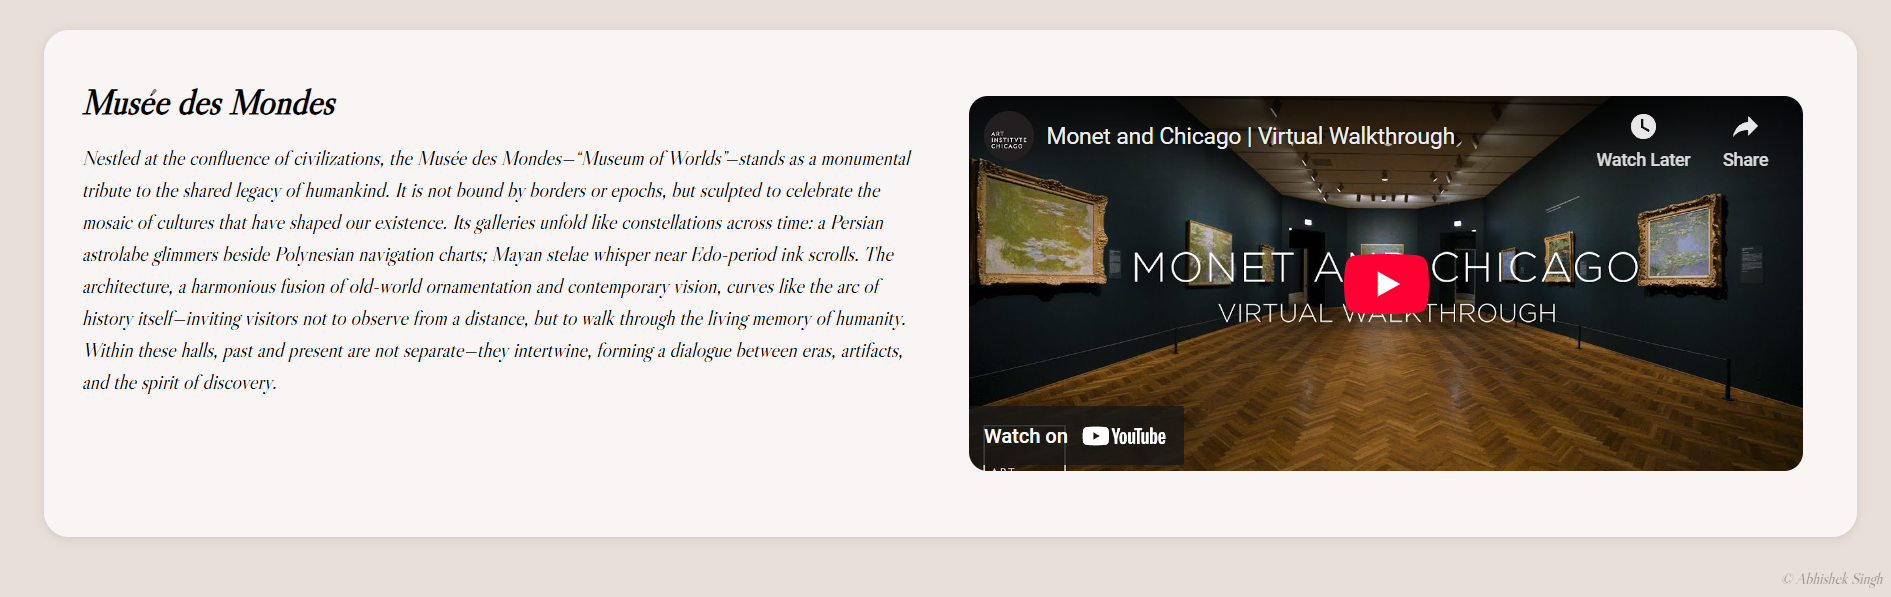 Musée des Mondes
Nestled at the confluence of civilizations, the Musée des Mondes—“Museum of Worlds”—stands as a monumental
tribute to the shared legacy of humankind. It is not bound by borders or epochs, but sculpted to celebrate the
mosaic of cultures that have shaped our existence. Its galleries unfold like constellations across time: a Persian
astrolabe glimmers beside Polynesian navigation charts; Mayan stelae whisper near Edo-period ink scrolls. The
architecture, a harmonious fusion of old-world ornamentation and contemporary vision, curves like the arc of
history itself—inviting visitors not to observe from a distance, but to walk through the living memory of humanity.
Within these halls, past and present are not separate—they intertwine, forming a dialogue between eras, artifacts,
and the spirit of discovery.
ART
INSTITVTE
CHICAGO
Monet and Chicago | Virtual Walkthrough
Watch Later
Share
MONET AND CHICAGO
VIRTUAL WALKTHROUGH
Watch on YouTube
ART
© Abhishek Singh